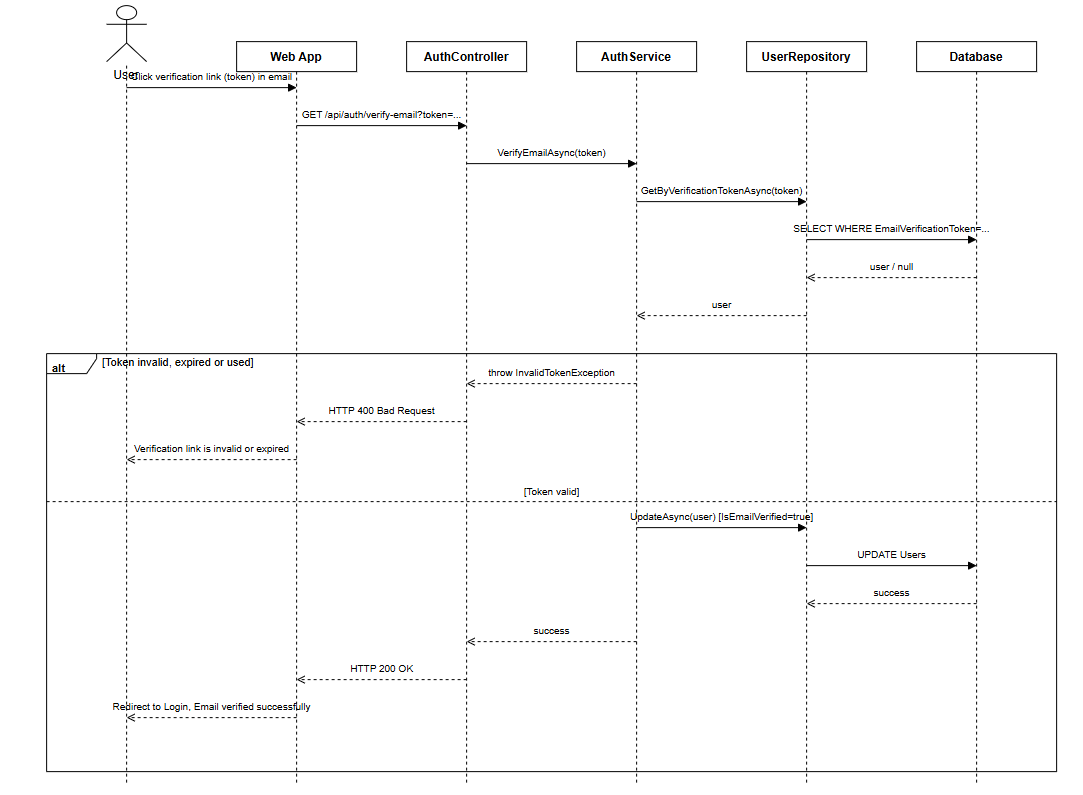 User
Web App
AuthController
AuthService
UserRepository
Database
Click verification link (token) in email
GET /api/auth/verify-email?token=...
VerifyEmailAsync(token)
GetByVerificationTokenAsync(token)
SELECT WHERE EmailVerificationToken=...
user / null
user
alt
[Token invalid, expired or used]
throw InvalidTokenException
HTTP 400 Bad Request
Verification link is invalid or expired
[Token valid]
UpdateAsync(user) [IsEmailVerified=true]
UPDATE Users
success
success
HTTP 200 OK
Redirect to Login, Email verified successfully